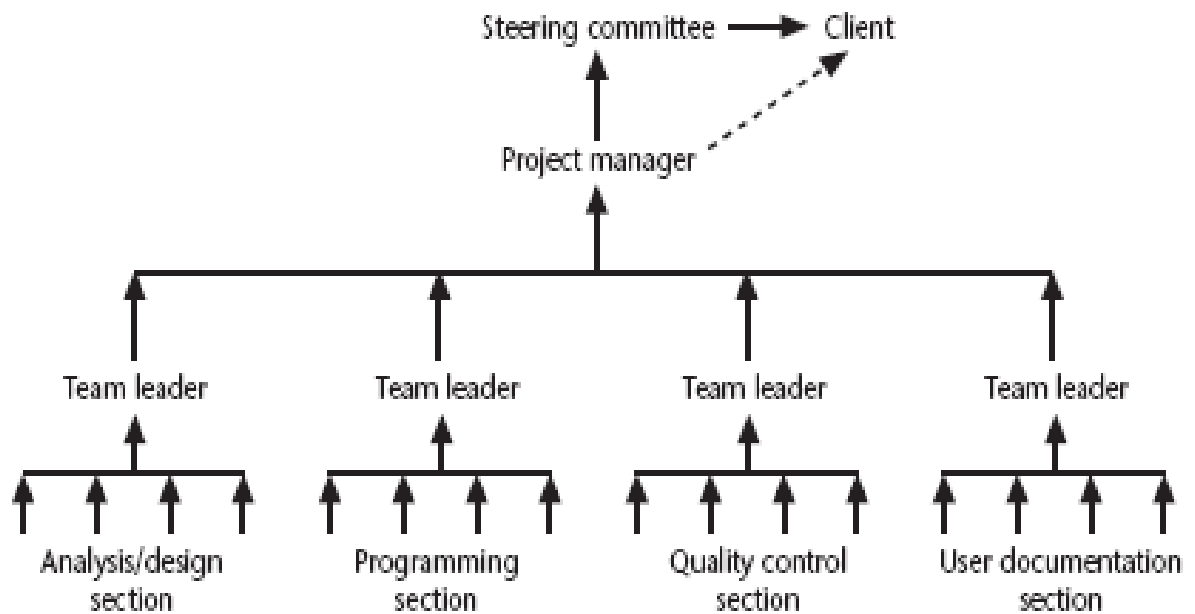 Steering committee
Client
Project manager
Team leader
Team leader
Team leader
Team leader
Analysis/design
section
Programming
section
Quality control
section
User documentation
section